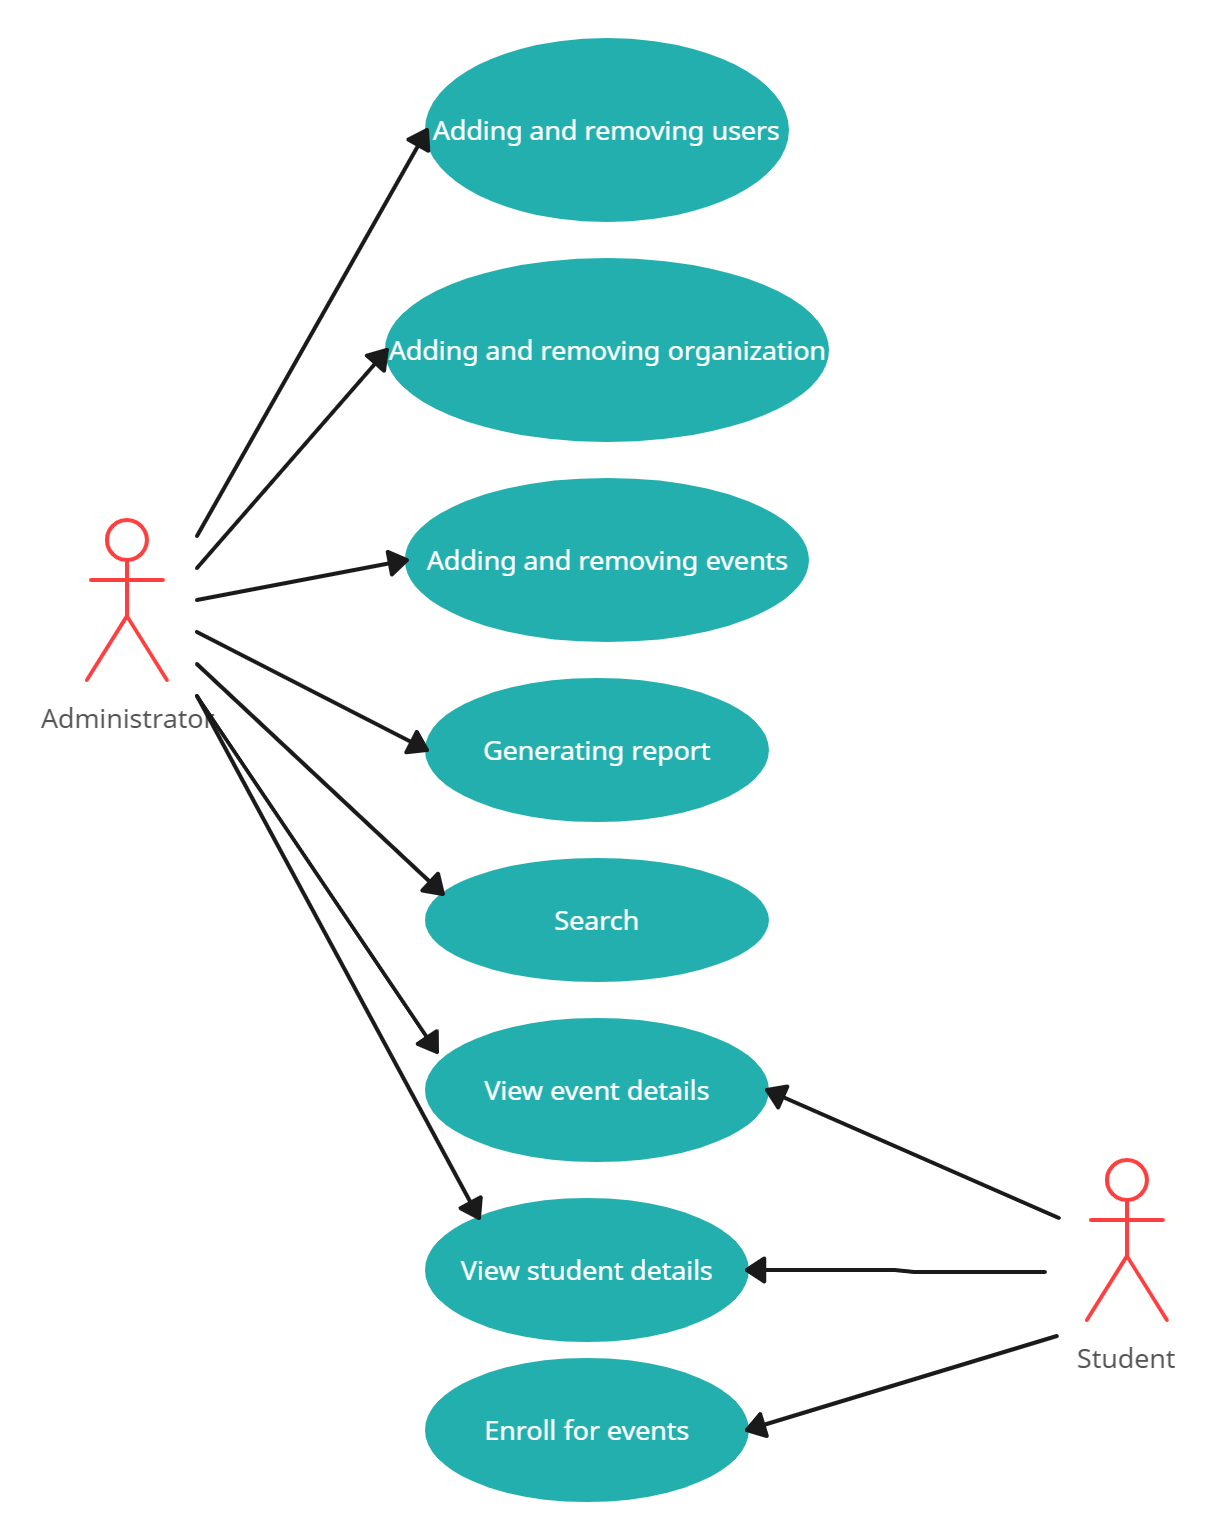 Adding and removing users
Adding and removing organization
Adding and removing events
Administrator
Generating report
Search
View event details
View student details
Student
Enroll for events